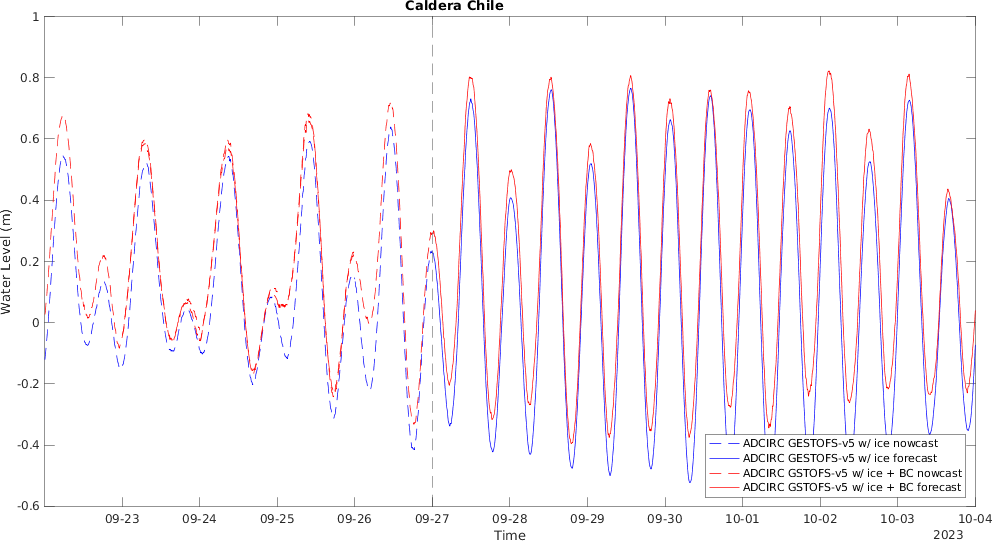 Caldera Chile
1
0.8
0.6
0.4
0.2
0
-0.2
-0.4
-0.6
Water Level (m)
ADCIRC GESTOFS-v5 w/ ice nowcast
ADCIRC GESTOFS-v5 w/ ice forecast
ADCIRC GSTOFS-v5 w/ ice + BC nowcast
ADCIRC GSTOFS-v5 w/ ice + BC forecast
09-23 09-24 09-25 09-26 09-27 09-28 09-29 09-30 10-01 10-02 10-03 10-04
Time
2023